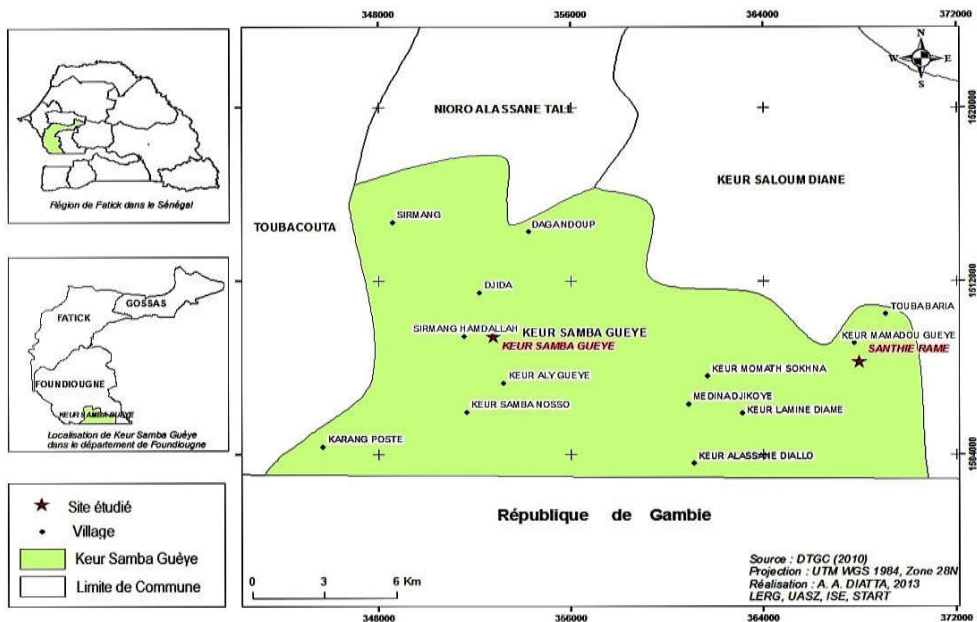 348000
356000
364000
372000
Région de Fatick dans le Sénégal
GOSSAS
FATICK
FOUNDIOUGNE
KEUR SAMBA GUEYE
Localisation de Keur Samba Guèye
dans le département de Foundiougne
Site étudié
Village
Keur Samba Guèye
Limite de Commune
N
W
E
S
NIORO ALASSANE TALL
KEUR SALOUM DIANE
TOUBACOUTA
1520000
1512000
1504000
SIRMANG
DAGANDOUP
DJIDA
SIRMANG HAMDALLAH
KEUR SAMBA GUEYE
KEUR SAMBA GUEYE
TOUBABARIA
KEUR MAMADOU GUEYE
SANTHIE RAME
KEUR ALY GUEYE
KEUR MOMATH SOKHNA
KEUR SAMBA NOSSO
MEDINADJIKOYE
KEUR LAMINE DIAME
KARANG POSTE
KEUR ALASSANE DIALLO
République de Gambie
0 3 6 Km
Source : DTGC (2010)
Projection : UTM WGS 1984, Zone 28N
Réalisation : A. A. DIATTA, 2013
LERG, UASZ, ISE, START
348000
356000
364000
372000